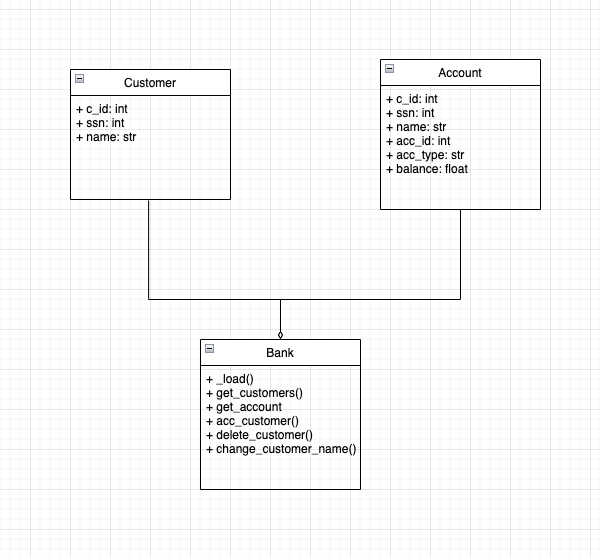 Customer
+ c_id: int
+ ssn: int
+ name: str
Account
+ c_id: int
+ ssn: int
+ name: str
+ acc_id: int
+ acc_type: str
+ balance: float
Bank
+ _load()
+ get_customers()
+ get_account
+ acc_customer()
+ delete_customer()
+ change_customer_name()